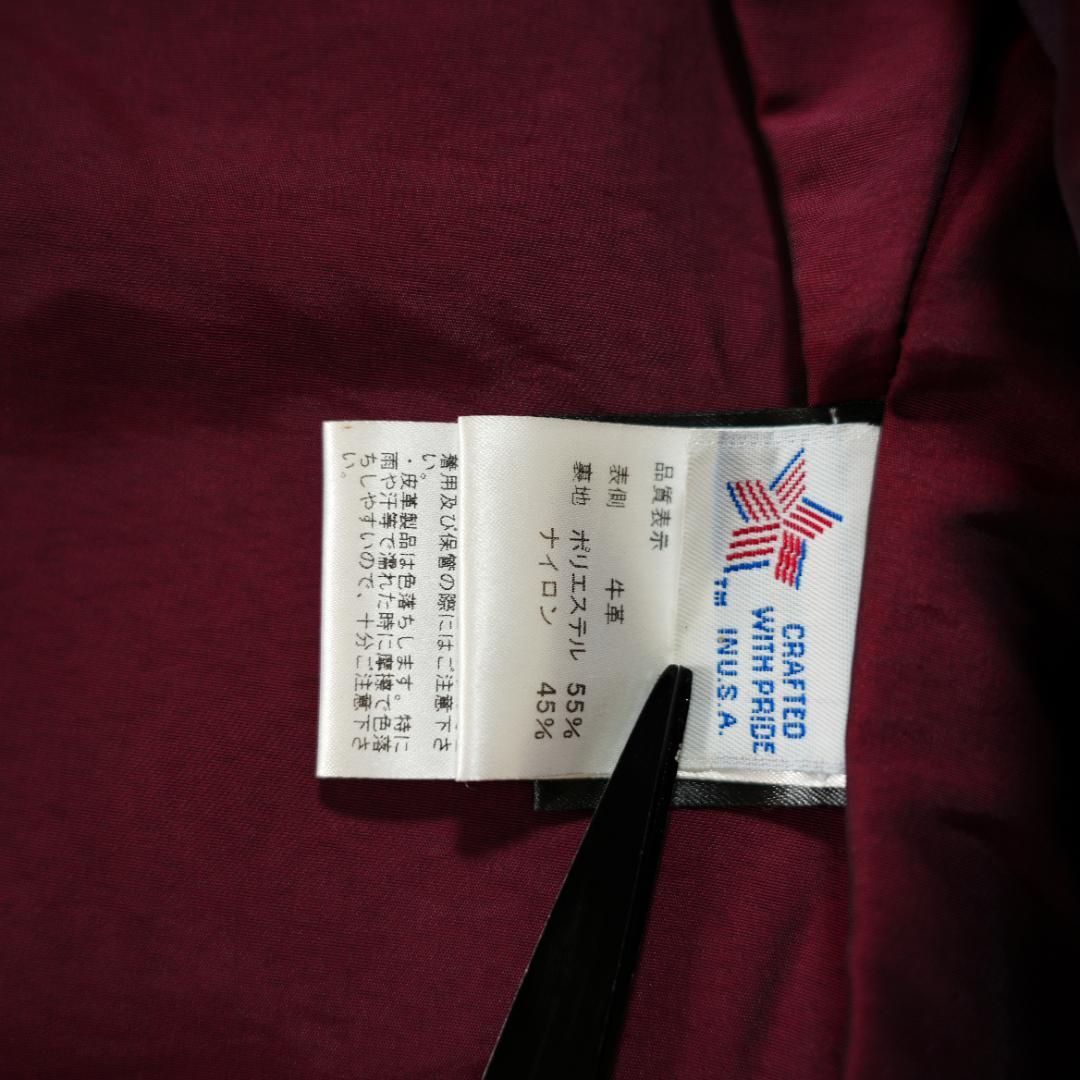 CRAFTED
WITH PRIDE
IN U.S.A.
TM
品質表示
表側 牛革
裏地 ポリエステル 55%
ナイロン 45%
着用及び保管の際にはご注意下さ
い。
・皮革製品は色落ちします。特に
雨や汗等で濡れた時に摩擦で色落
ちしやすいので、十分ご注意下さ
い。